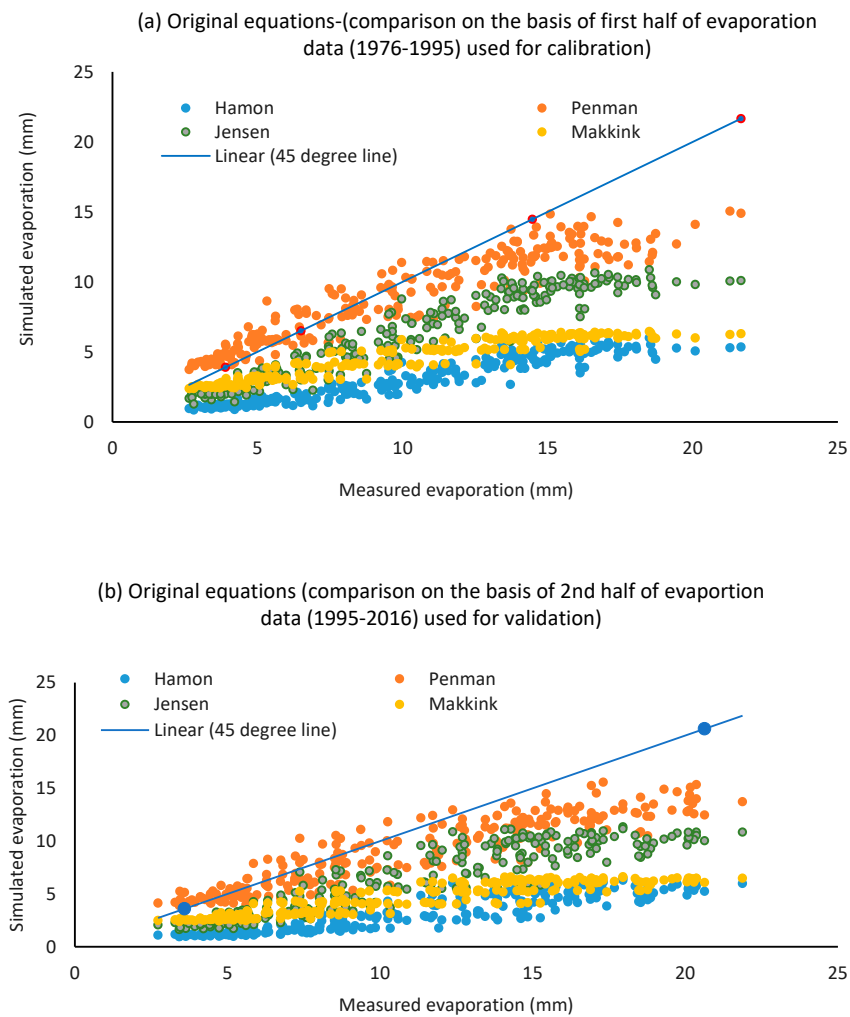 (a) Original equations-(comparison on the basis of first half of evaporation
data (1976-1995) used for calibration)
25
20
15
10
5
0
Simulated evaporation (mm)
Hamon
Penman
Jensen
Makkink
Linear (45 degree line)
0
5
10
15
20
25
Measured evaporation (mm)
(b) Original equations (comparison on the basis of 2nd half of evaportion
data (1995-2016) used for validation)
25
20
15
10
5
0
Simulated evaporation (mm)
Hamon
Penman
Jensen
Makkink
Linear (45 degree line)
0
5
10
15
20
25
Measured evaporation (mm)